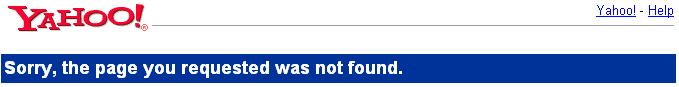 YAHOO!®
Yahoo! - Help
Sorry, the page you requested was not found.